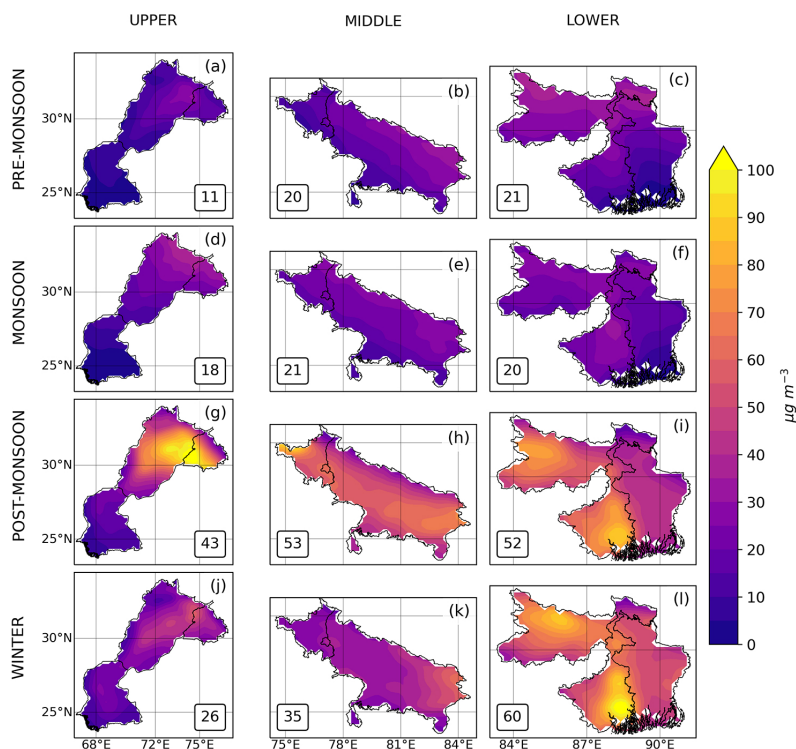 UPPER MIDDLE LOWER
PRE-MONSOON
30°N
25°N
(a)
11
(b)
20
(c)
21
MONSOON
30°N
25°N
(d)
18
(e)
21
(f)
20
POST-MONSOON
30°N
25°N
(g)
43
(h)
53
(i)
52
WINTER
30°N
25°N
(j)
26
(k)
35
(l)
60
68°E 72°E 75°E
75°E 78°E 81°E 84°E
84°E 87°E 90°E
100
90
80
70
60
50
40
30
20
10
0
μg m⁻³